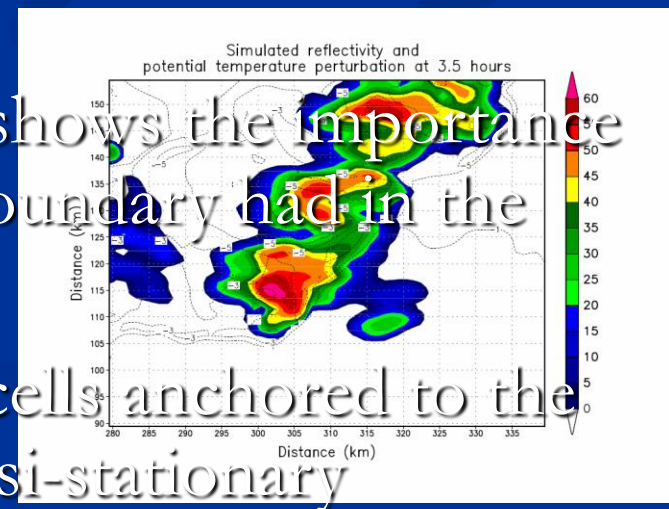 Simulated reflectivity and
potential temperature perturbation at 3.5 hours
shows the importance
oundary had in the
cells anchored to the
si-stationary
Distance (km)
150
140
135
125
120
115
110
105
100
95
90
280 285 290 295 300 305 310 315 320 325 330 335
Distance (km)
60
50
45
40
35
30
25
20
15
10
5
0
-3
-5